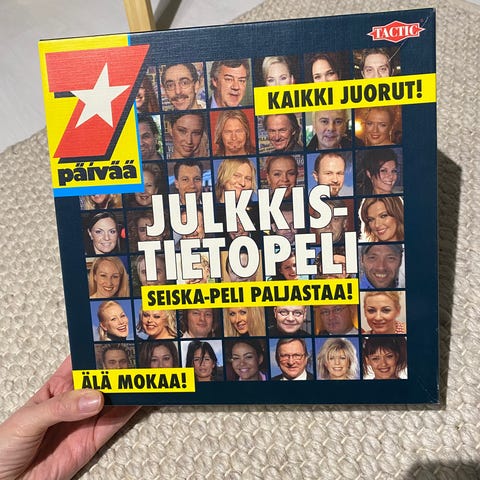 TACTIC
7
päivää
KAIKKI JUORUT!
JULKKIS-
TIETOPELI
SEISKA-PELI PALJASTAA!
ÄLÄ MOKAA!